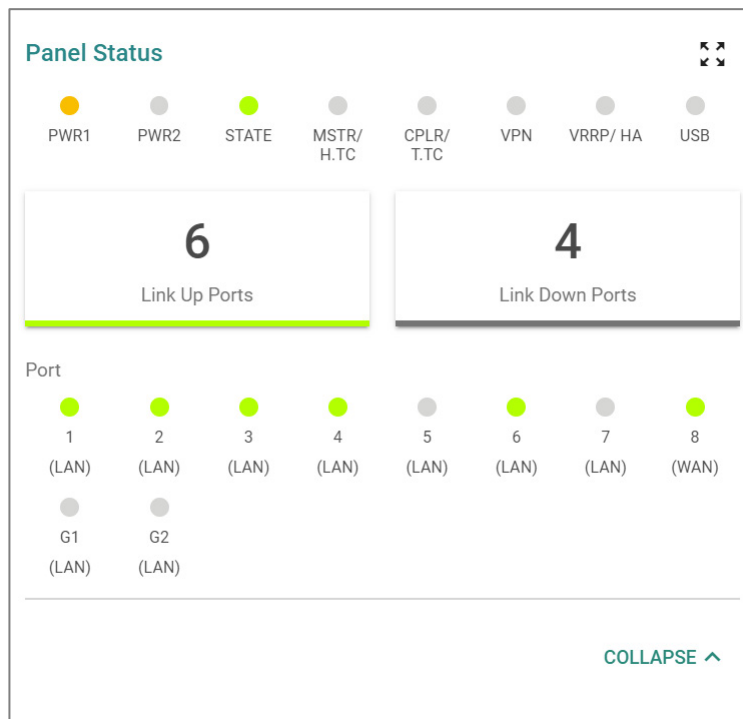 Panel Status
PWR1 PWR2 STATE MSTR/ H.TC CPLR/ T.TC VPN VRRP/ HA USB
6
Link Up Ports
4
Link Down Ports
Port
1 2 3 4 5 6 7 8
(LAN) (LAN) (LAN) (LAN) (LAN) (LAN) (LAN) (WAN)
G1 G2
(LAN) (LAN)
COLLAPSE